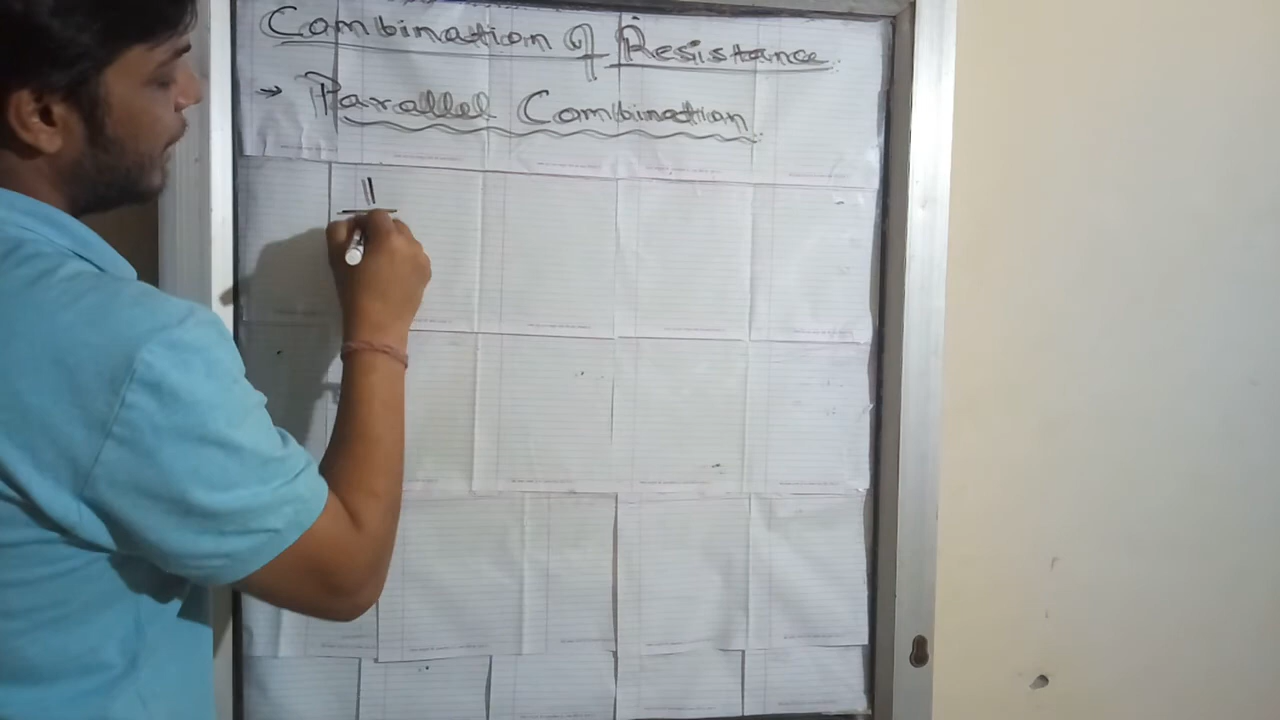 Combination of Resistance
→ Parallel Combination